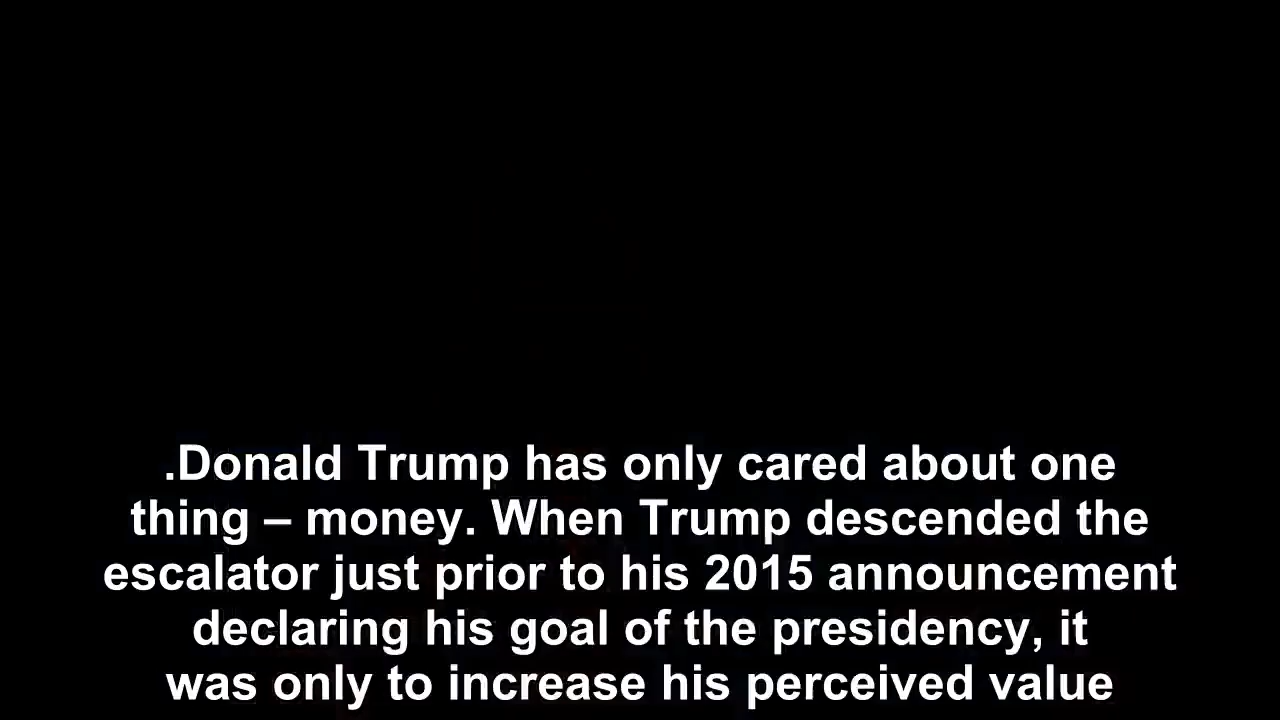 .Donald Trump has only cared about one
thing – money. When Trump descended the
escalator just prior to his 2015 announcement
declaring his goal of the presidency, it
was only to increase his perceived value